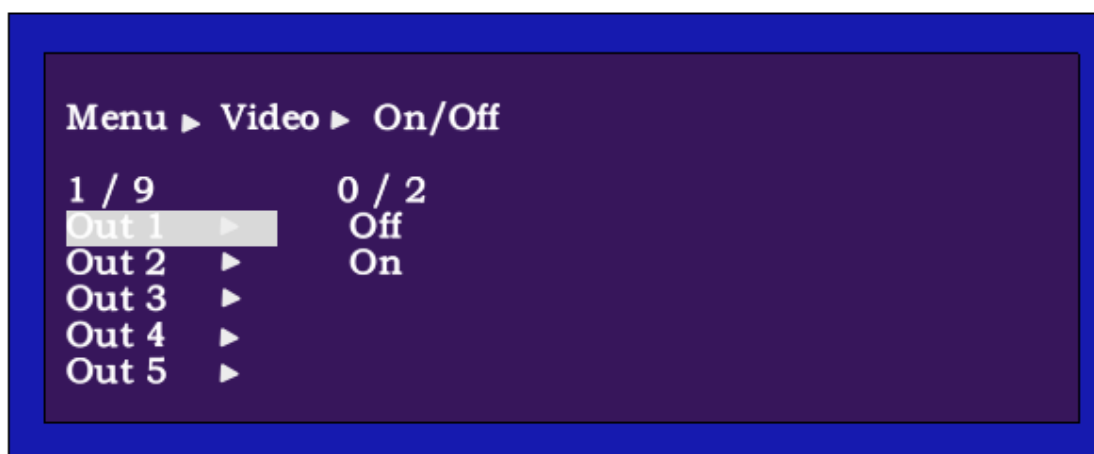 Menu ▶ Video ▶ On/Off
1 / 9 0 / 2
Out 1 ▶ Off
Out 2 ▶ On
Out 3 ▶
Out 4 ▶
Out 5 ▶